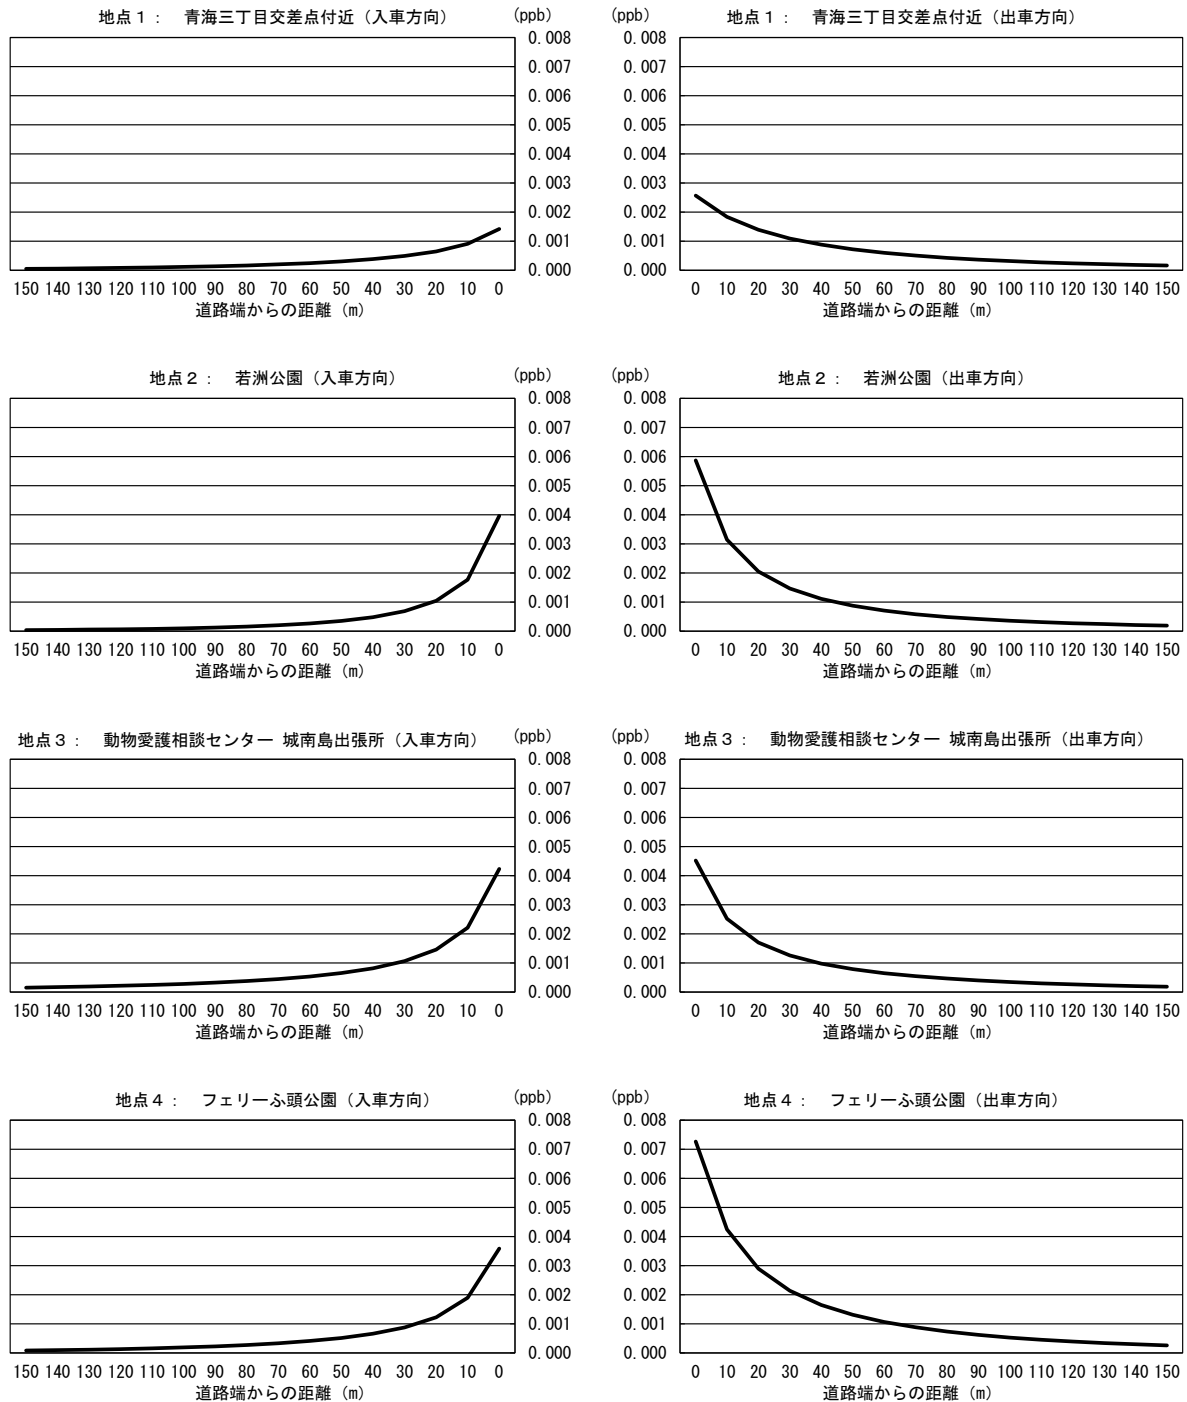 地点１：　青海三丁目交差点付近（入車方向）
(ppb)
0.008
0.007
0.006
0.005
0.004
0.003
0.002
0.001
0.000
150 140 130 120 110 100 90 80 70 60 50 40 30 20 10 0
道路端からの距離（m）
(ppb)
地点１：　青海三丁目交差点付近（出車方向）
0.008
0.007
0.006
0.005
0.004
0.003
0.002
0.001
0.000
0 10 20 30 40 50 60 70 80 90 100 110 120 130 140 150
道路端からの距離（m）
地点２：　若洲公園（入車方向）
(ppb)
0.008
0.007
0.006
0.005
0.004
0.003
0.002
0.001
0.000
150 140 130 120 110 100 90 80 70 60 50 40 30 20 10 0
道路端からの距離（m）
(ppb)
地点２：　若洲公園（出車方向）
0.008
0.007
0.006
0.005
0.004
0.003
0.002
0.001
0.000
0 10 20 30 40 50 60 70 80 90 100 110 120 130 140 150
道路端からの距離（m）
地点３：　動物愛護相談センター 城南島出張所（入車方向）
(ppb)
0.008
0.007
0.006
0.005
0.004
0.003
0.002
0.001
0.000
150 140 130 120 110 100 90 80 70 60 50 40 30 20 10 0
道路端からの距離（m）
(ppb)
地点３：　動物愛護相談センター 城南島出張所（出車方向）
0.008
0.007
0.006
0.005
0.004
0.003
0.002
0.001
0.000
0 10 20 30 40 50 60 70 80 90 100 110 120 130 140 150
道路端からの距離（m）
地点４：　フェリーふ頭公園（入車方向）
(ppb)
0.008
0.007
0.006
0.005
0.004
0.003
0.002
0.001
0.000
150 140 130 120 110 100 90 80 70 60 50 40 30 20 10 0
道路端からの距離（m）
(ppb)
地点４：　フェリーふ頭公園（出車方向）
0.008
0.007
0.006
0.005
0.004
0.003
0.002
0.001
0.000
0 10 20 30 40 50 60 70 80 90 100 110 120 130 140 150
道路端からの距離（m）